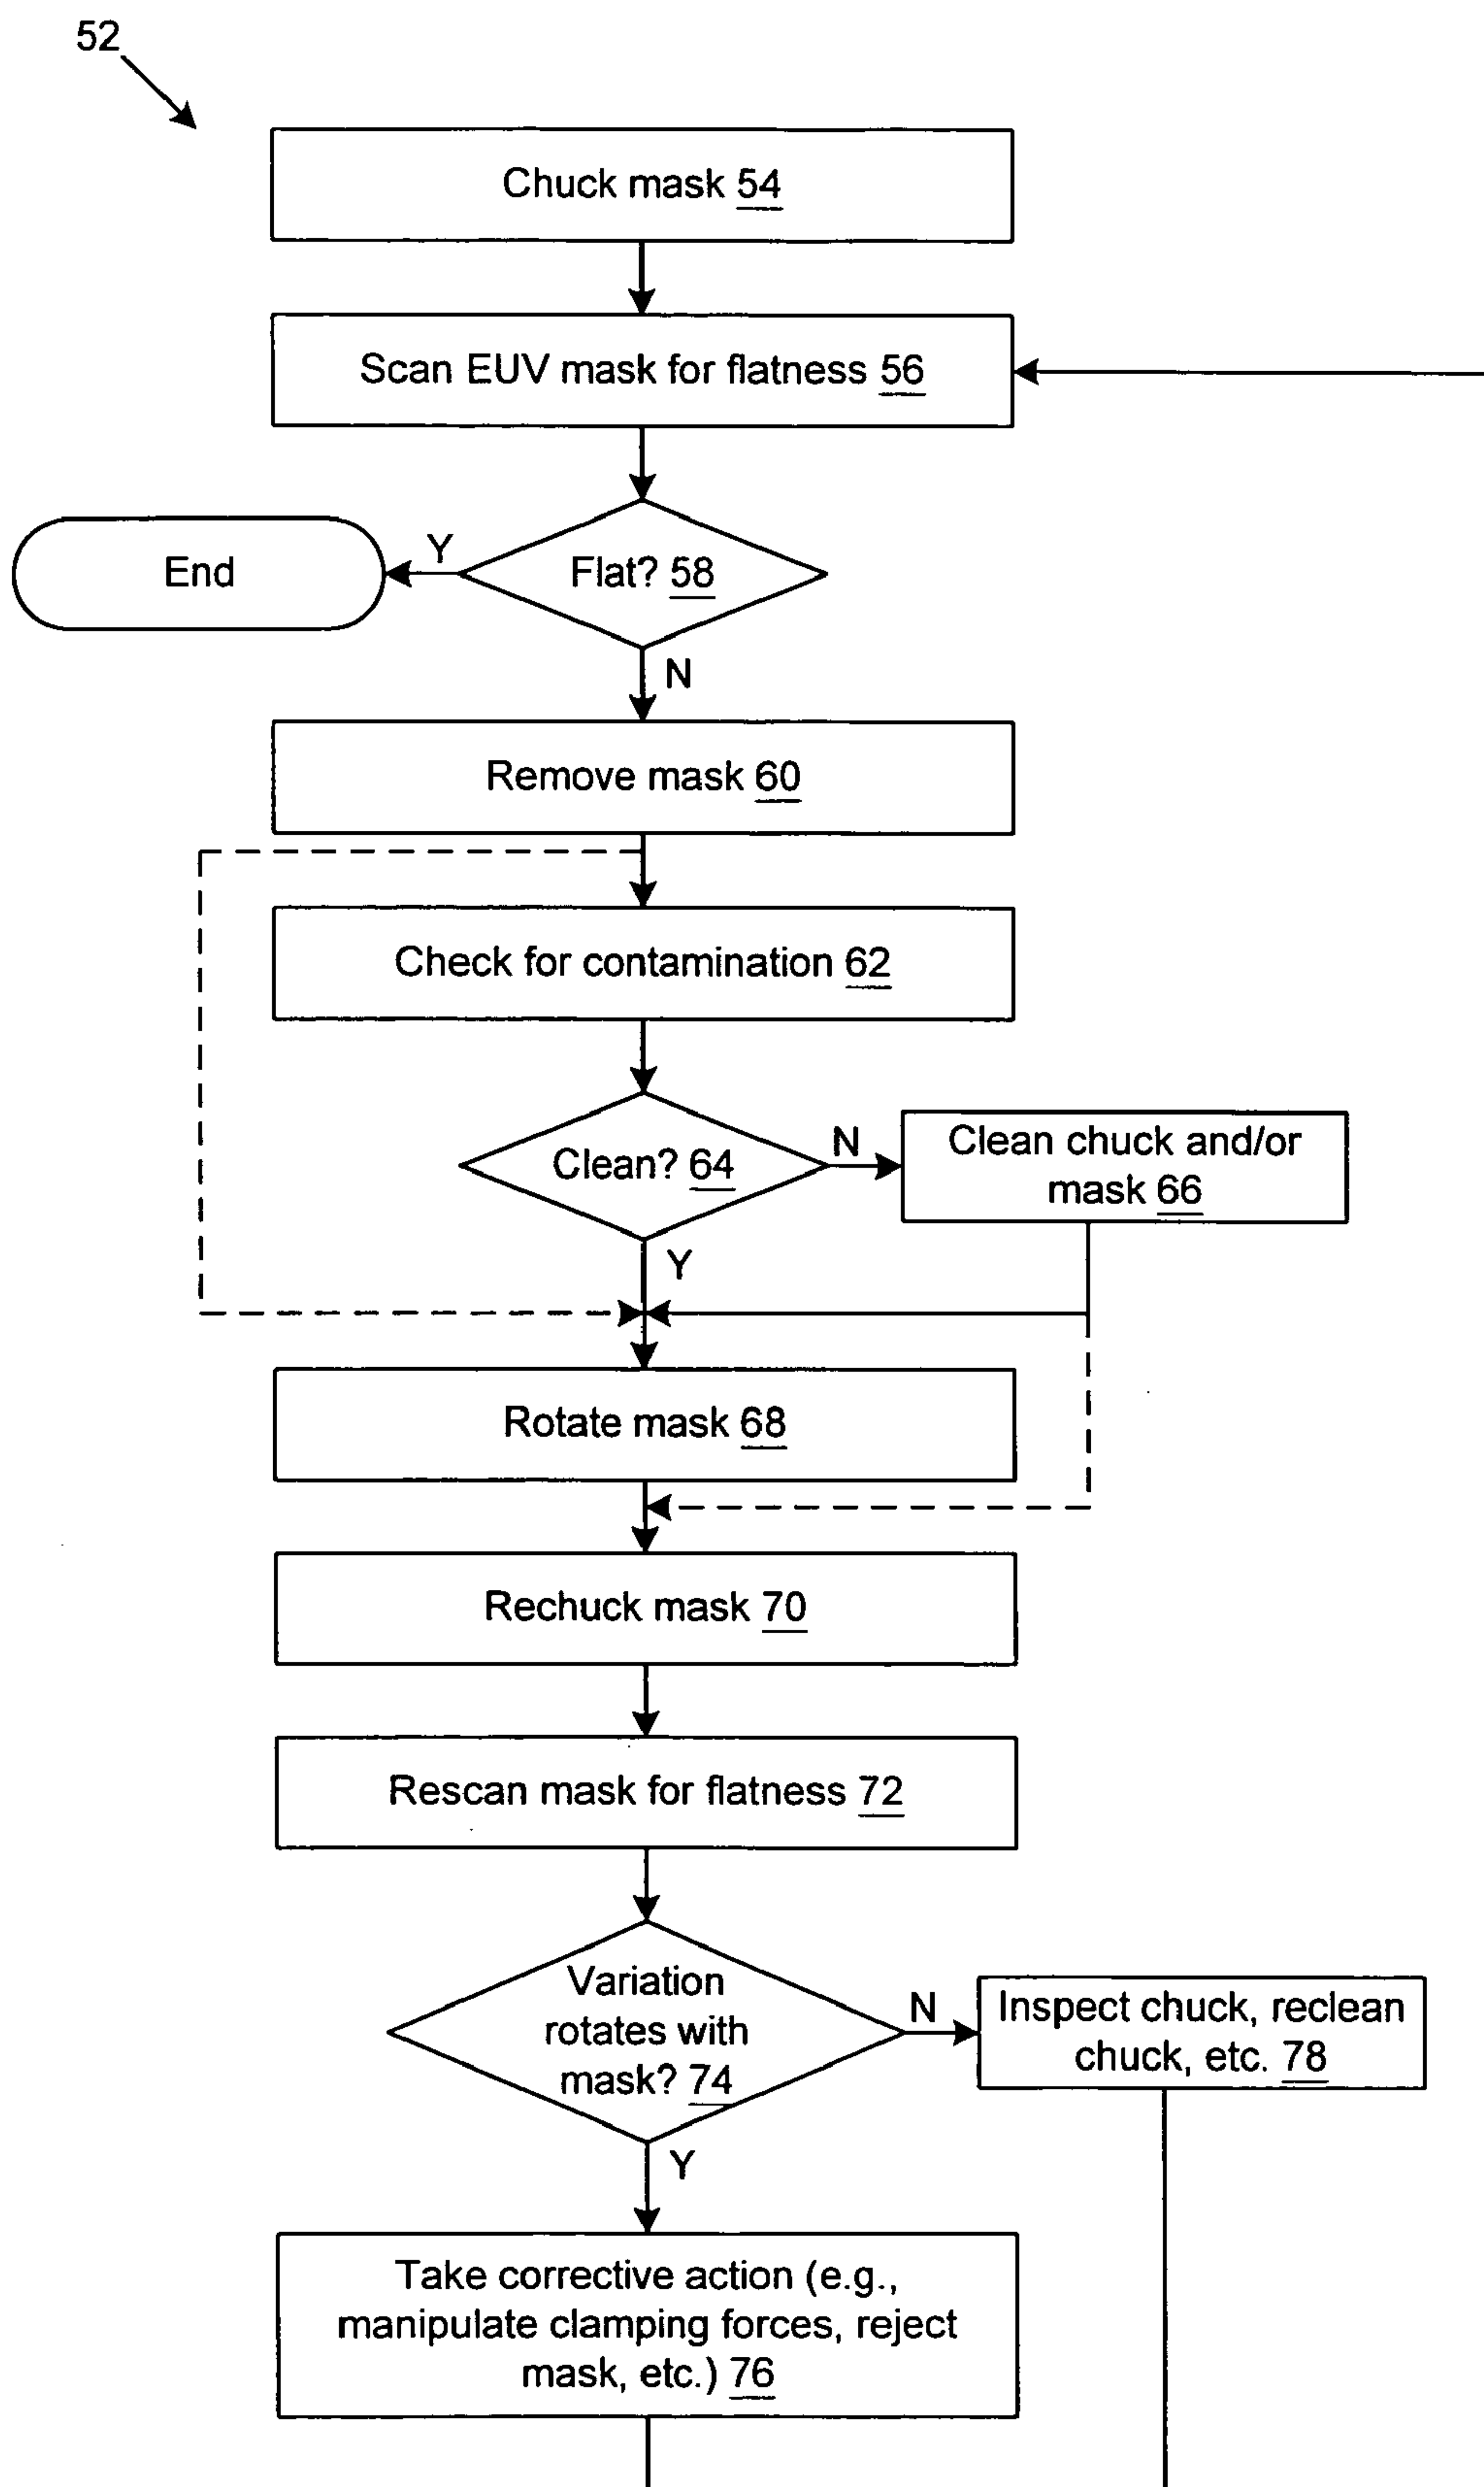 52
Chuck mask 54
Scan EUV mask for flatness 56
End
Y
Flat? 58
N
Remove mask 60
Check for contamination 62
Clean? 64
N
Clean chuck and/or
mask 66
Y
Rotate mask 68
Rechuck mask 70
Rescan mask for flatness 72
Variation
rotates with
mask? 74
N
Inspect chuck, reclean
chuck, etc. 78
Y
Take corrective action (e.g.,
manipulate clamping forces, reject
mask, etc.) 76